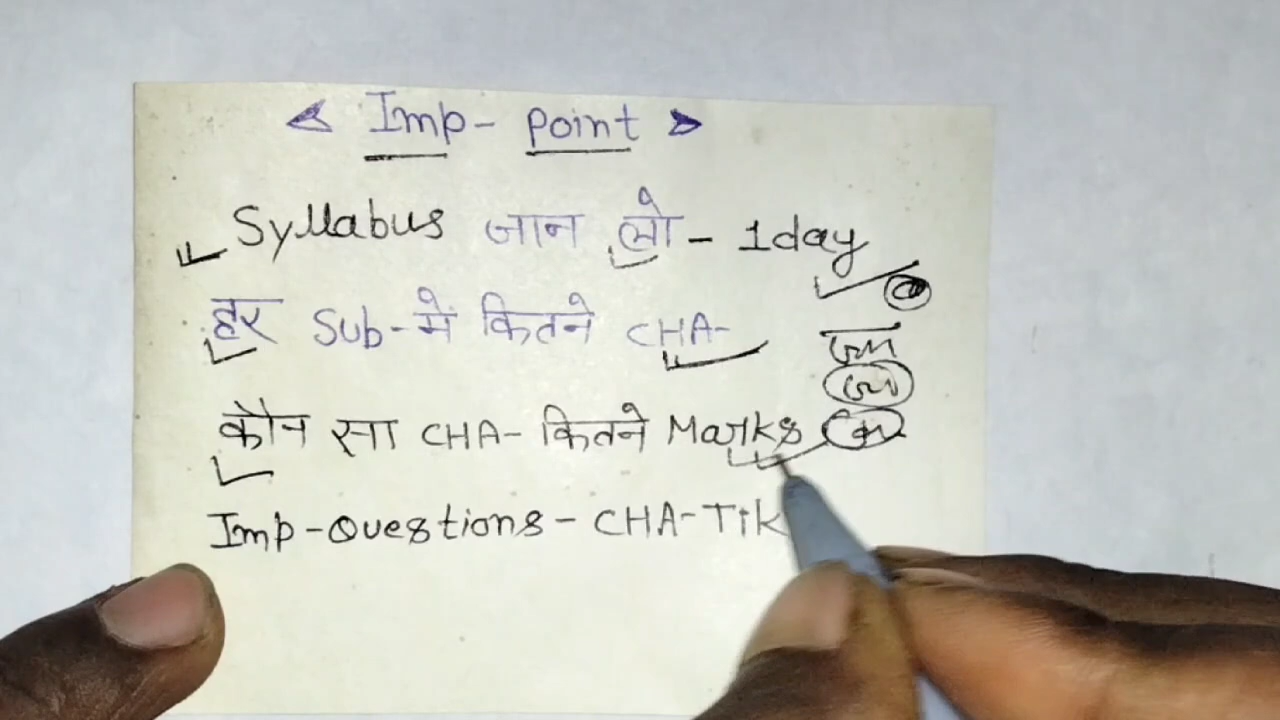 Imp- point
Syllabus जान लो - 1day
हर Sub-में कितने CHA-
कौन सा CHA- कितने Marks
Imp-Questions - CHA-Tik